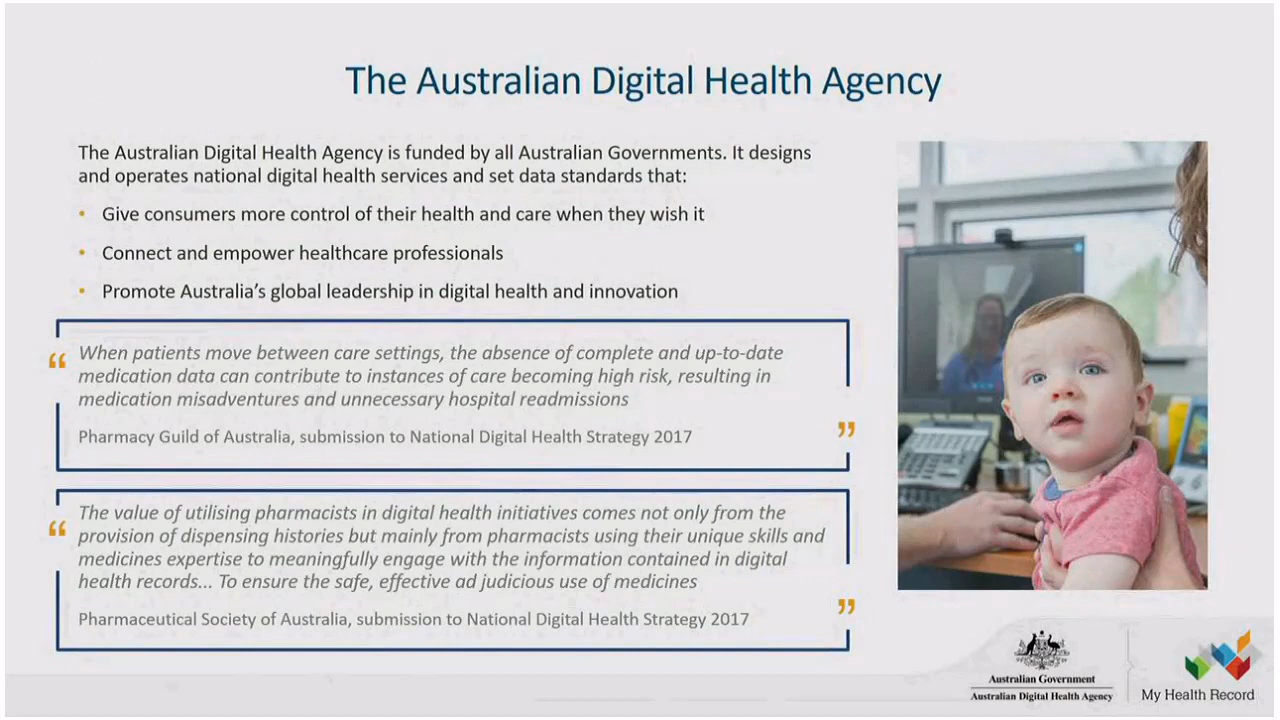 The Australian Digital Health Agency
The Australian Digital Health Agency is funded by all Australian Governments. It designs
and operates national digital health services and set data standards that:
• Give consumers more control of their health and care when they wish it
• Connect and empower healthcare professionals
• Promote Australia's global leadership in digital health and innovation
“ When patients move between care settings, the absence of complete and up-to-date
medication data can contribute to instances of care becoming high risk, resulting in
medication misadventures and unnecessary hospital readmissions
Pharmacy Guild of Australia, submission to National Digital Health Strategy 2017 ”
“ The value of utilising pharmacists in digital health initiatives comes not only from the
provision of dispensing histories but mainly from pharmacists using their unique skills and
medicines expertise to meaningfully engage with the information contained in digital
health records... To ensure the safe, effective ad judicious use of medicines
Pharmaceutical Society of Australia, submission to National Digital Health Strategy 2017 ”
Australian Government
Australian Digital Health Agency
My Health Record